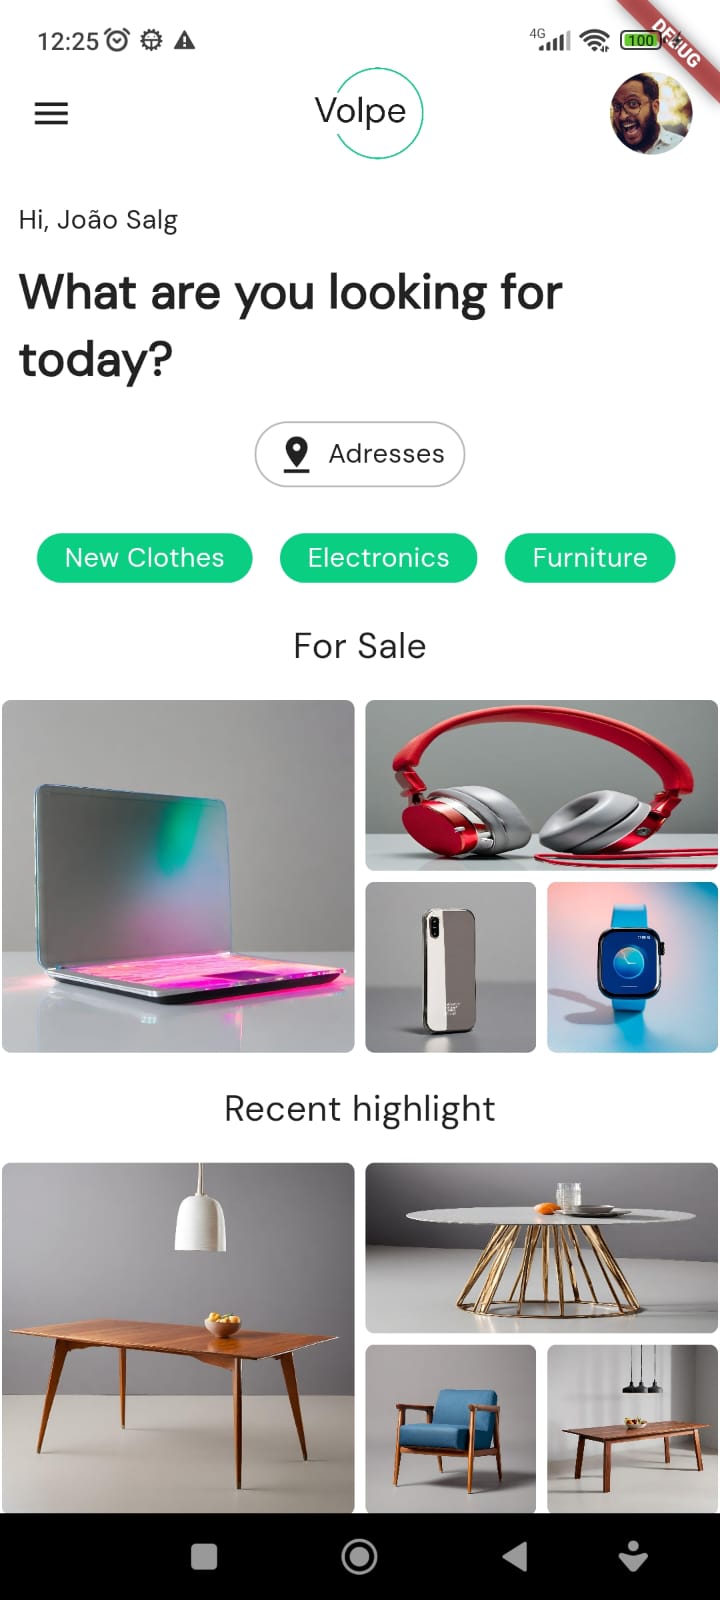 12:25
4G
100
DEBUG
Volpe
Hi, João Salg
What are you looking for
today?
Adresses
New Clothes
Electronics
Furniture
For Sale
Recent highlight